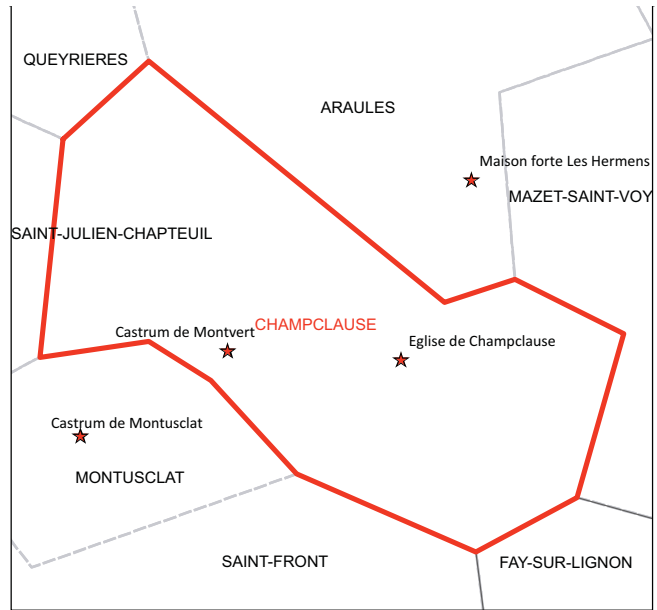 QUEYRIERES
ARAULES
Maison forte Les Hermens
MAZET-SAINT-VOY
SAINT-JULIEN-CHAPTEUIL
Castrum de Montvert
CHAMPCLAUSE
Eglise de Champclause
Castrum de Montusclat
MONTUSCLAT
SAINT-FRONT
FAY-SUR-LIGNON